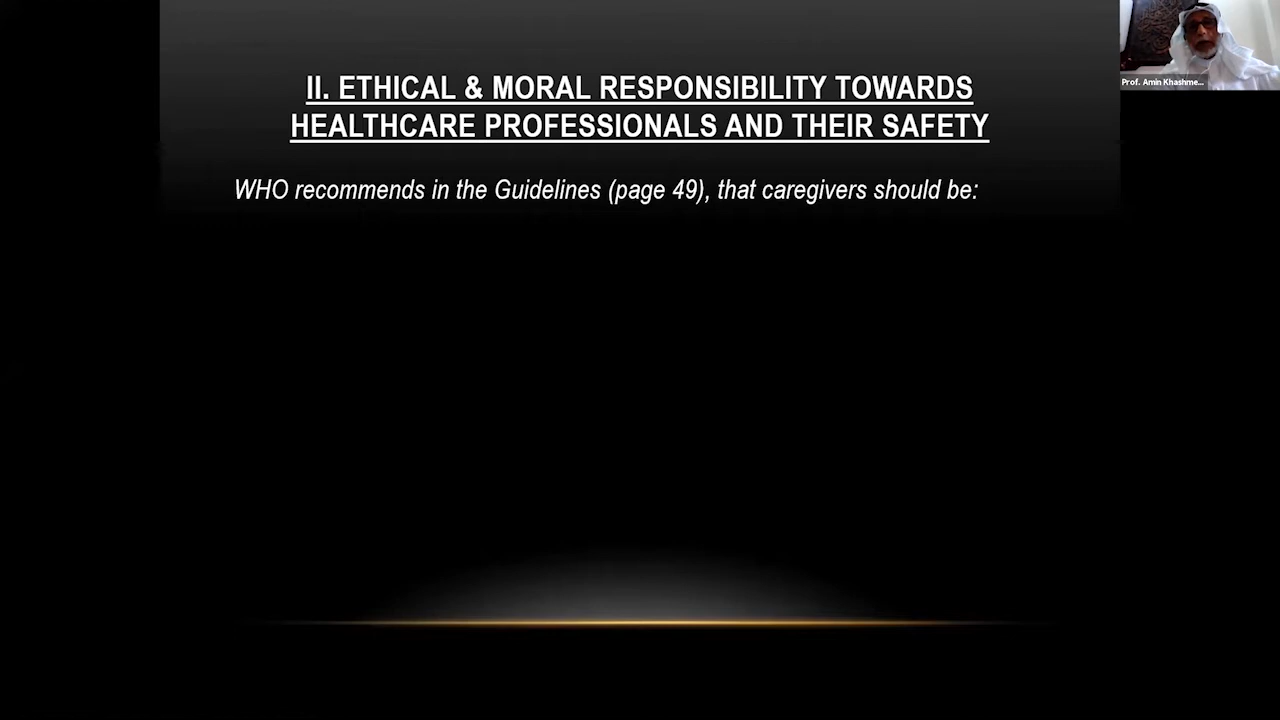 II. ETHICAL & MORAL RESPONSIBILITY TOWARDS
HEALTHCARE PROFESSIONALS AND THEIR SAFETY
WHO recommends in the Guidelines (page 49), that caregivers should be:
Prof. Amin Khashme...